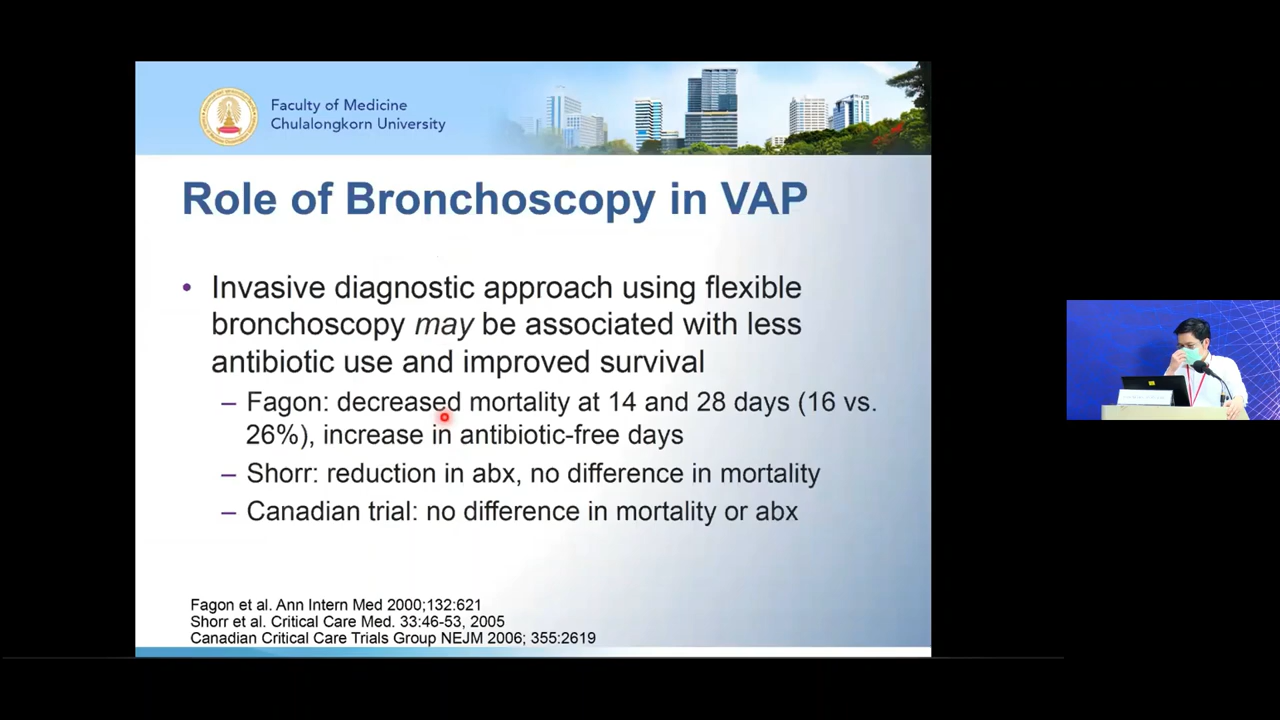 Faculty of Medicine
Chulalongkorn University
Role of Bronchoscopy in VAP
• Invasive diagnostic approach using flexible
bronchoscopy may be associated with less
antibiotic use and improved survival
– Fagon: decreased mortality at 14 and 28 days (16 vs.
26%), increase in antibiotic-free days
– Shorr: reduction in abx, no difference in mortality
– Canadian trial: no difference in mortality or abx
Fagon et al. Ann Intern Med 2000;132:621
Shorr et al. Critical Care Med. 33:46-53, 2005
Canadian Critical Care Trials Group NEJM 2006; 355:2619